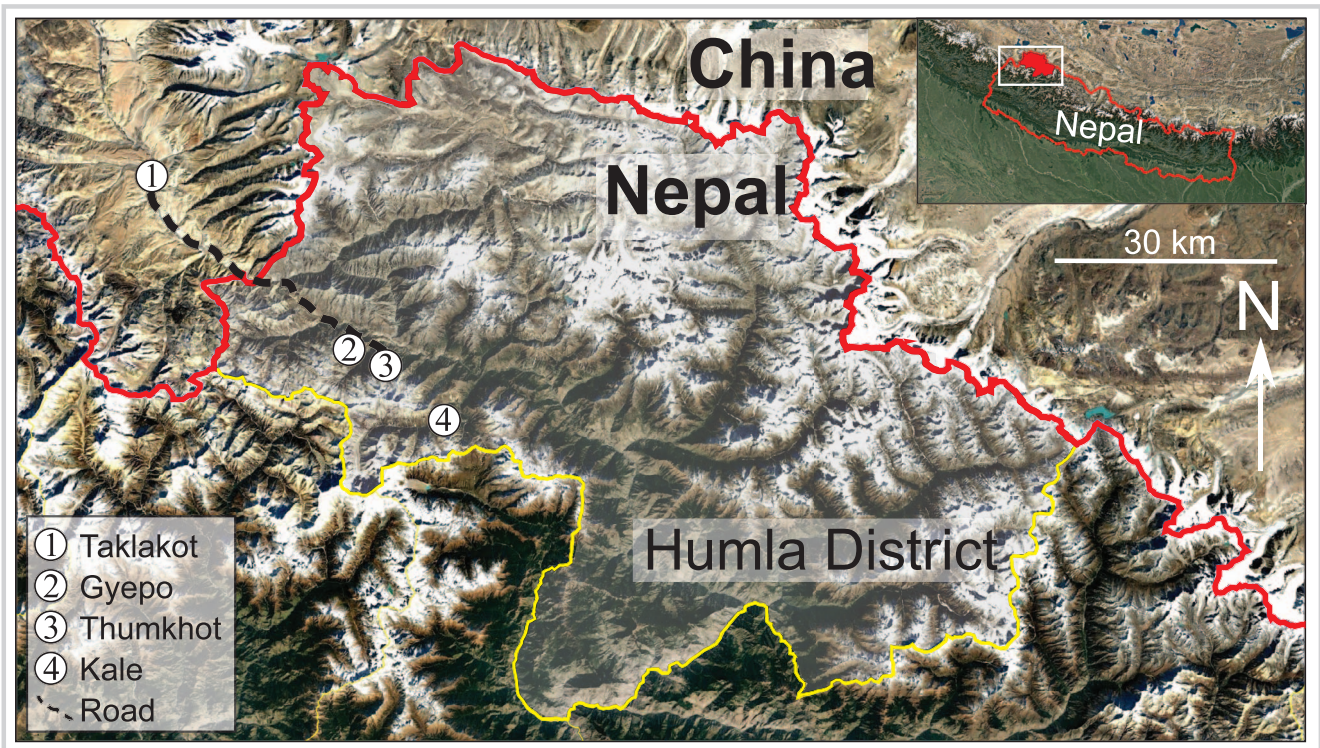 China
Nepal
Nepal
30 km
N
1
2
3
4
Humla District
1 Taklakot
2 Gyepo
3 Thumkhot
4 Kale
Road